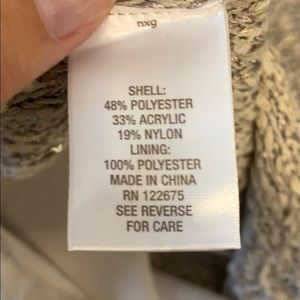 nxg
SHELL:
48% POLYESTER
33% ACRYLIC
19% NYLON
LINING:
100% POLYESTER
MADE IN CHINA
RN 122675
SEE REVERSE
FOR CARE